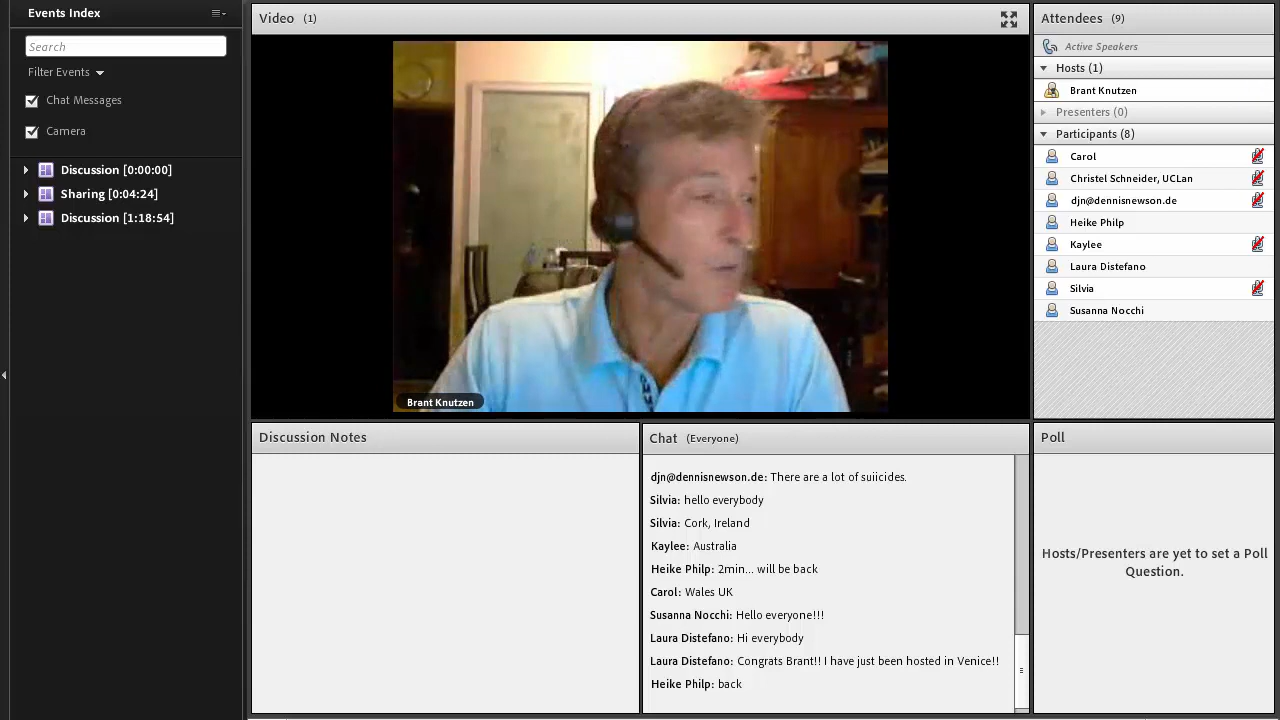 Events Index
Search
Filter Events
Chat Messages
Camera
Discussion [0:00:00]
Sharing [0:04:24]
Discussion [1:18:54]
Video (1)
Brant Knutzen
Attendees (9)
Active Speakers
Hosts (1)
Brant Knutzen
Presenters (0)
Participants (8)
Carol
Christel Schneider, UCLan
djn@dennisnewson.de
Heike Philp
Kaylee
Laura Distefano
Silvia
Susanna Nocchi
Discussion Notes
Chat (Everyone)
djn@dennisnewson.de: There are a lot of suiicides.
Silvia: hello everybody
Silvia: Cork, Ireland
Kaylee: Australia
Heike Philp: 2min... will be back
Carol: Wales UK
Susanna Nocchi: Hello everyone!!!
Laura Distefano: Hi everybody
Laura Distefano: Congrats Brant!! I have just been hosted in Venice!!
Heike Philp: back
Poll
Hosts/Presenters are yet to set a Poll
Question.